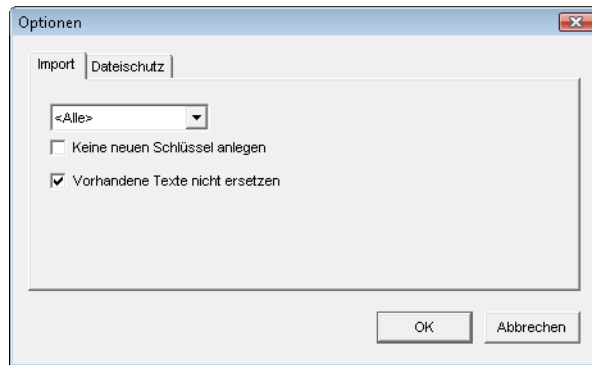 Optionen
Import
Dateischutz
<Alle>
Keine neuen Schlüssel anlegen
Vorhandene Texte nicht ersetzen
OK
Abbrechen